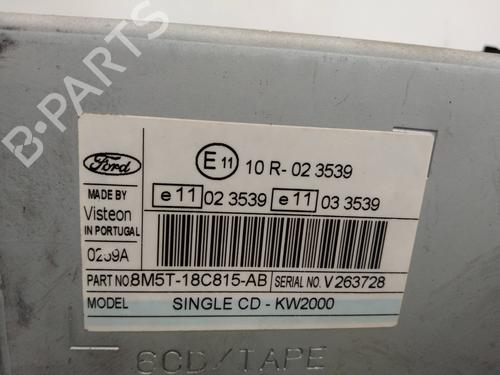 B-PARTS
Ford
E 11 10 R- 02 3539
e 11 02 3539 e 11 03 3539
MADE BY
Visteon
IN PORTUGAL
PART NO. 8M5T-18C815-AB SERIAL NO. V 263728
MODEL SINGLE CD - KW2000
6CD/TAPE